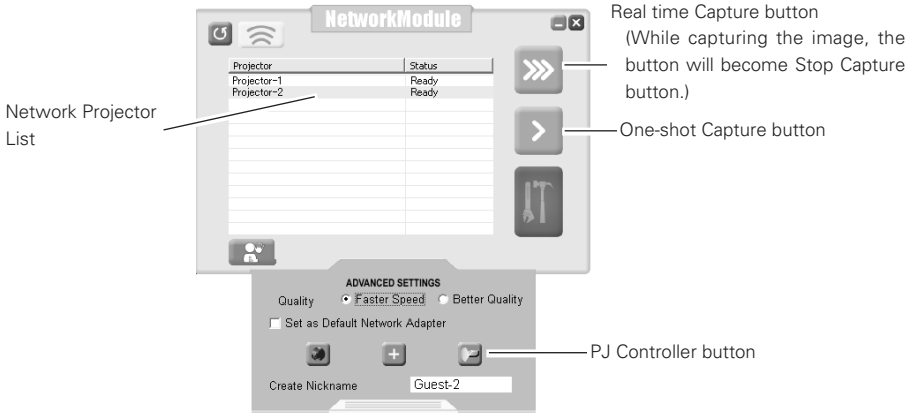 NetworkModule
Projector Status
Projector-1 Ready
Projector-2 Ready
ADVANCED SETTINGS
Quality Faster Speed Better Quality
Set as Default Network Adapter
Create Nickname Guest-2
Network Projector
List
Real time Capture button
(While capturing the image, the
button will become Stop Capture
button.)
One-shot Capture button
PJ Controller button